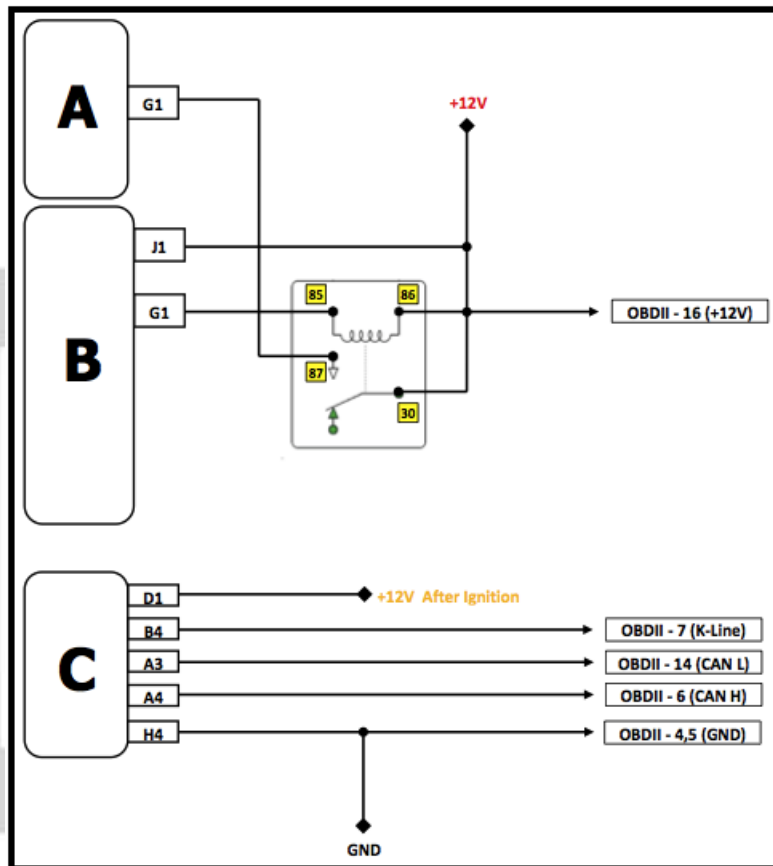 A
G1
+12V
B
J1
G1
85
86
OBDII - 16 (+12V)
87
30
C
D1
+12V After Ignition
B4
OBDII - 7 (K-Line)
A3
OBDII - 14 (CAN L)
A4
OBDII - 6 (CAN H)
H4
OBDII - 4,5 (GND)
GND